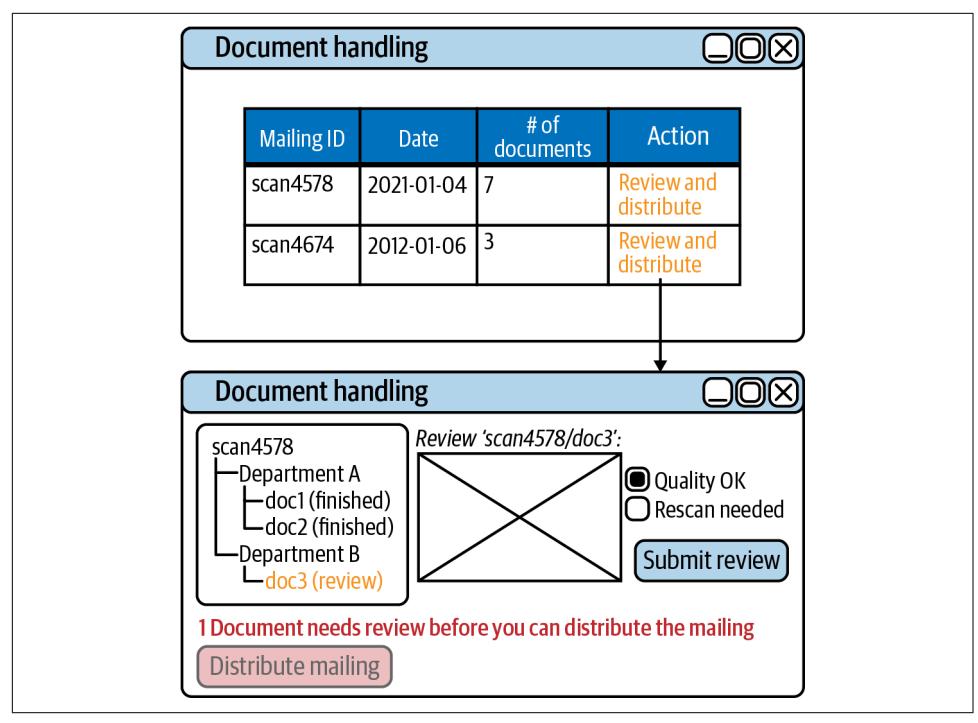 Document handling
Mailing ID
Date
# of
documents
Action
scan4578
2021-01-04
7
Review and
distribute
scan4674
2012-01-06
3
Review and
distribute
Document handling
scan4578
Department A
doc1 (finished)
doc2 (finished)
Department B
doc3 (review)
Review 'scan4578/doc3':
Quality OK
Rescan needed
Submit review
1 Document needs review before you can distribute the mailing
Distribute mailing